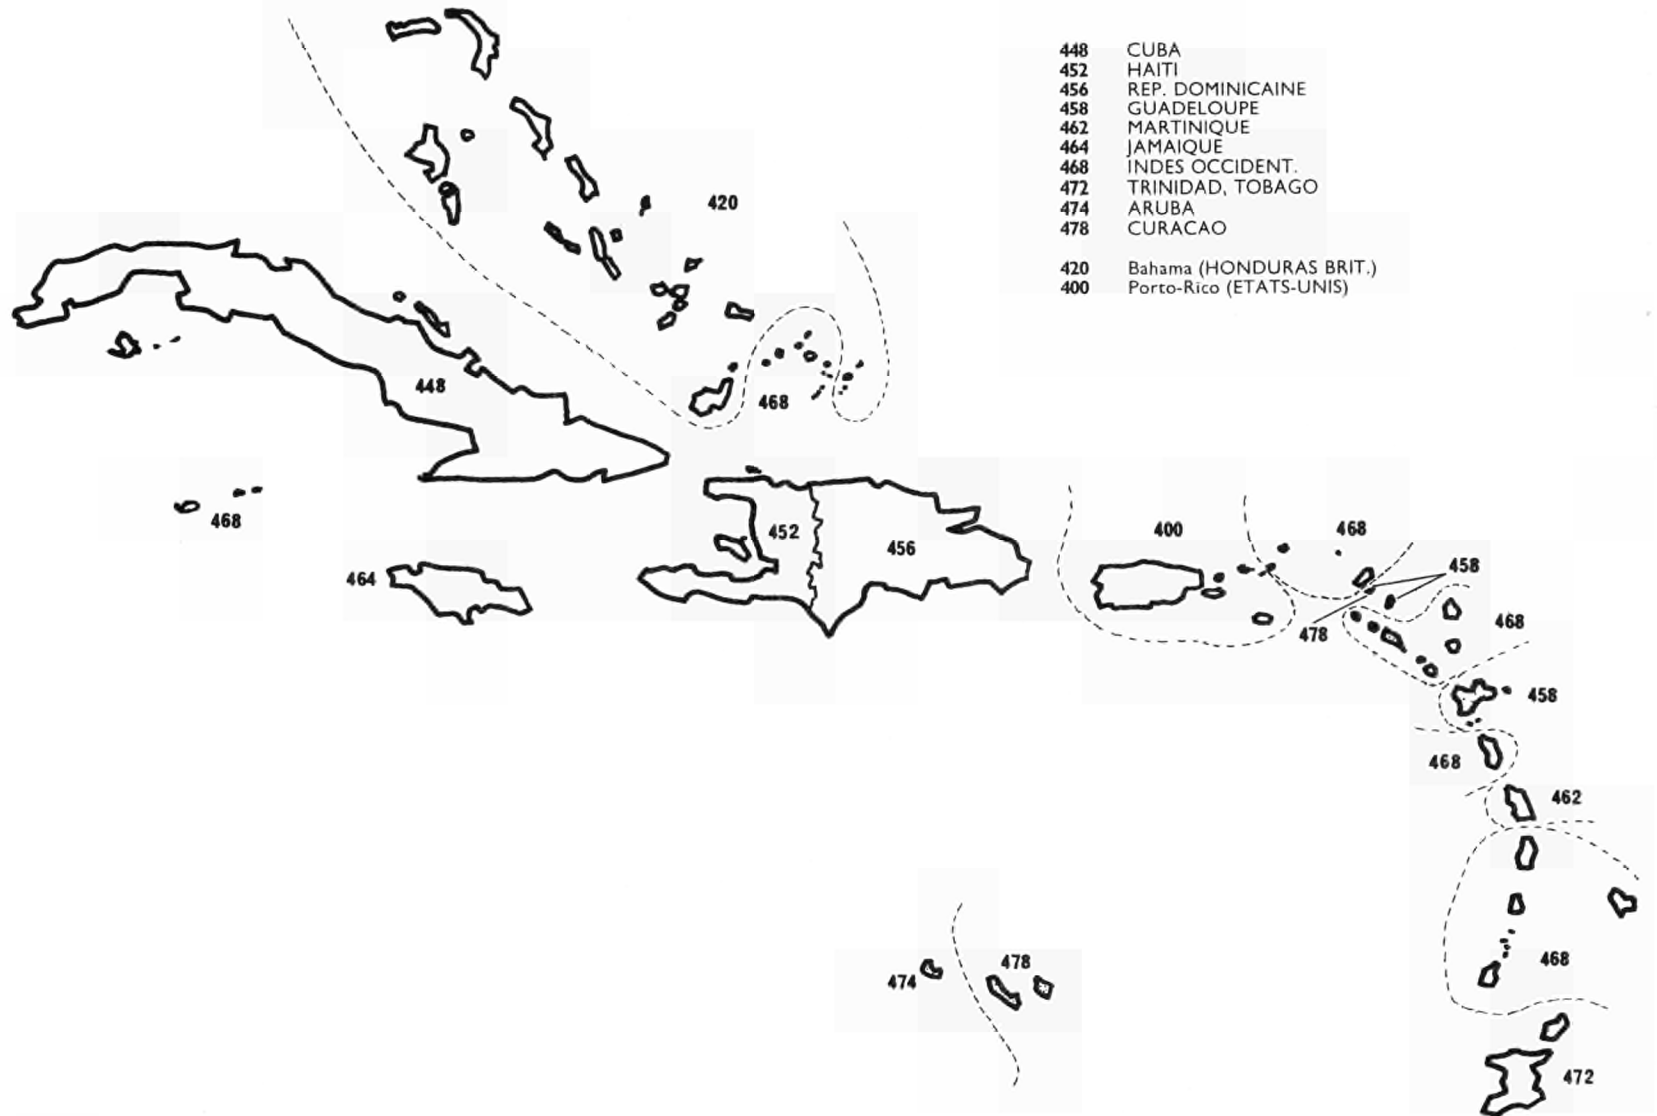 448 CUBA
452 HAITI
456 REP. DOMINICAINE
458 GUADELOUPE
462 MARTINIQUE
464 JAMAIQUE
468 INDES OCCIDENT.
472 TRINIDAD, TOBAGO
474 ARUBA
478 CURACAO
420 Bahama (HONDURAS BRIT.)
400 Porto-Rico (ETATS-UNIS)
420
448
468
468
452
456
464
400
468
458
478
468
458
468
462
468
474
478
472